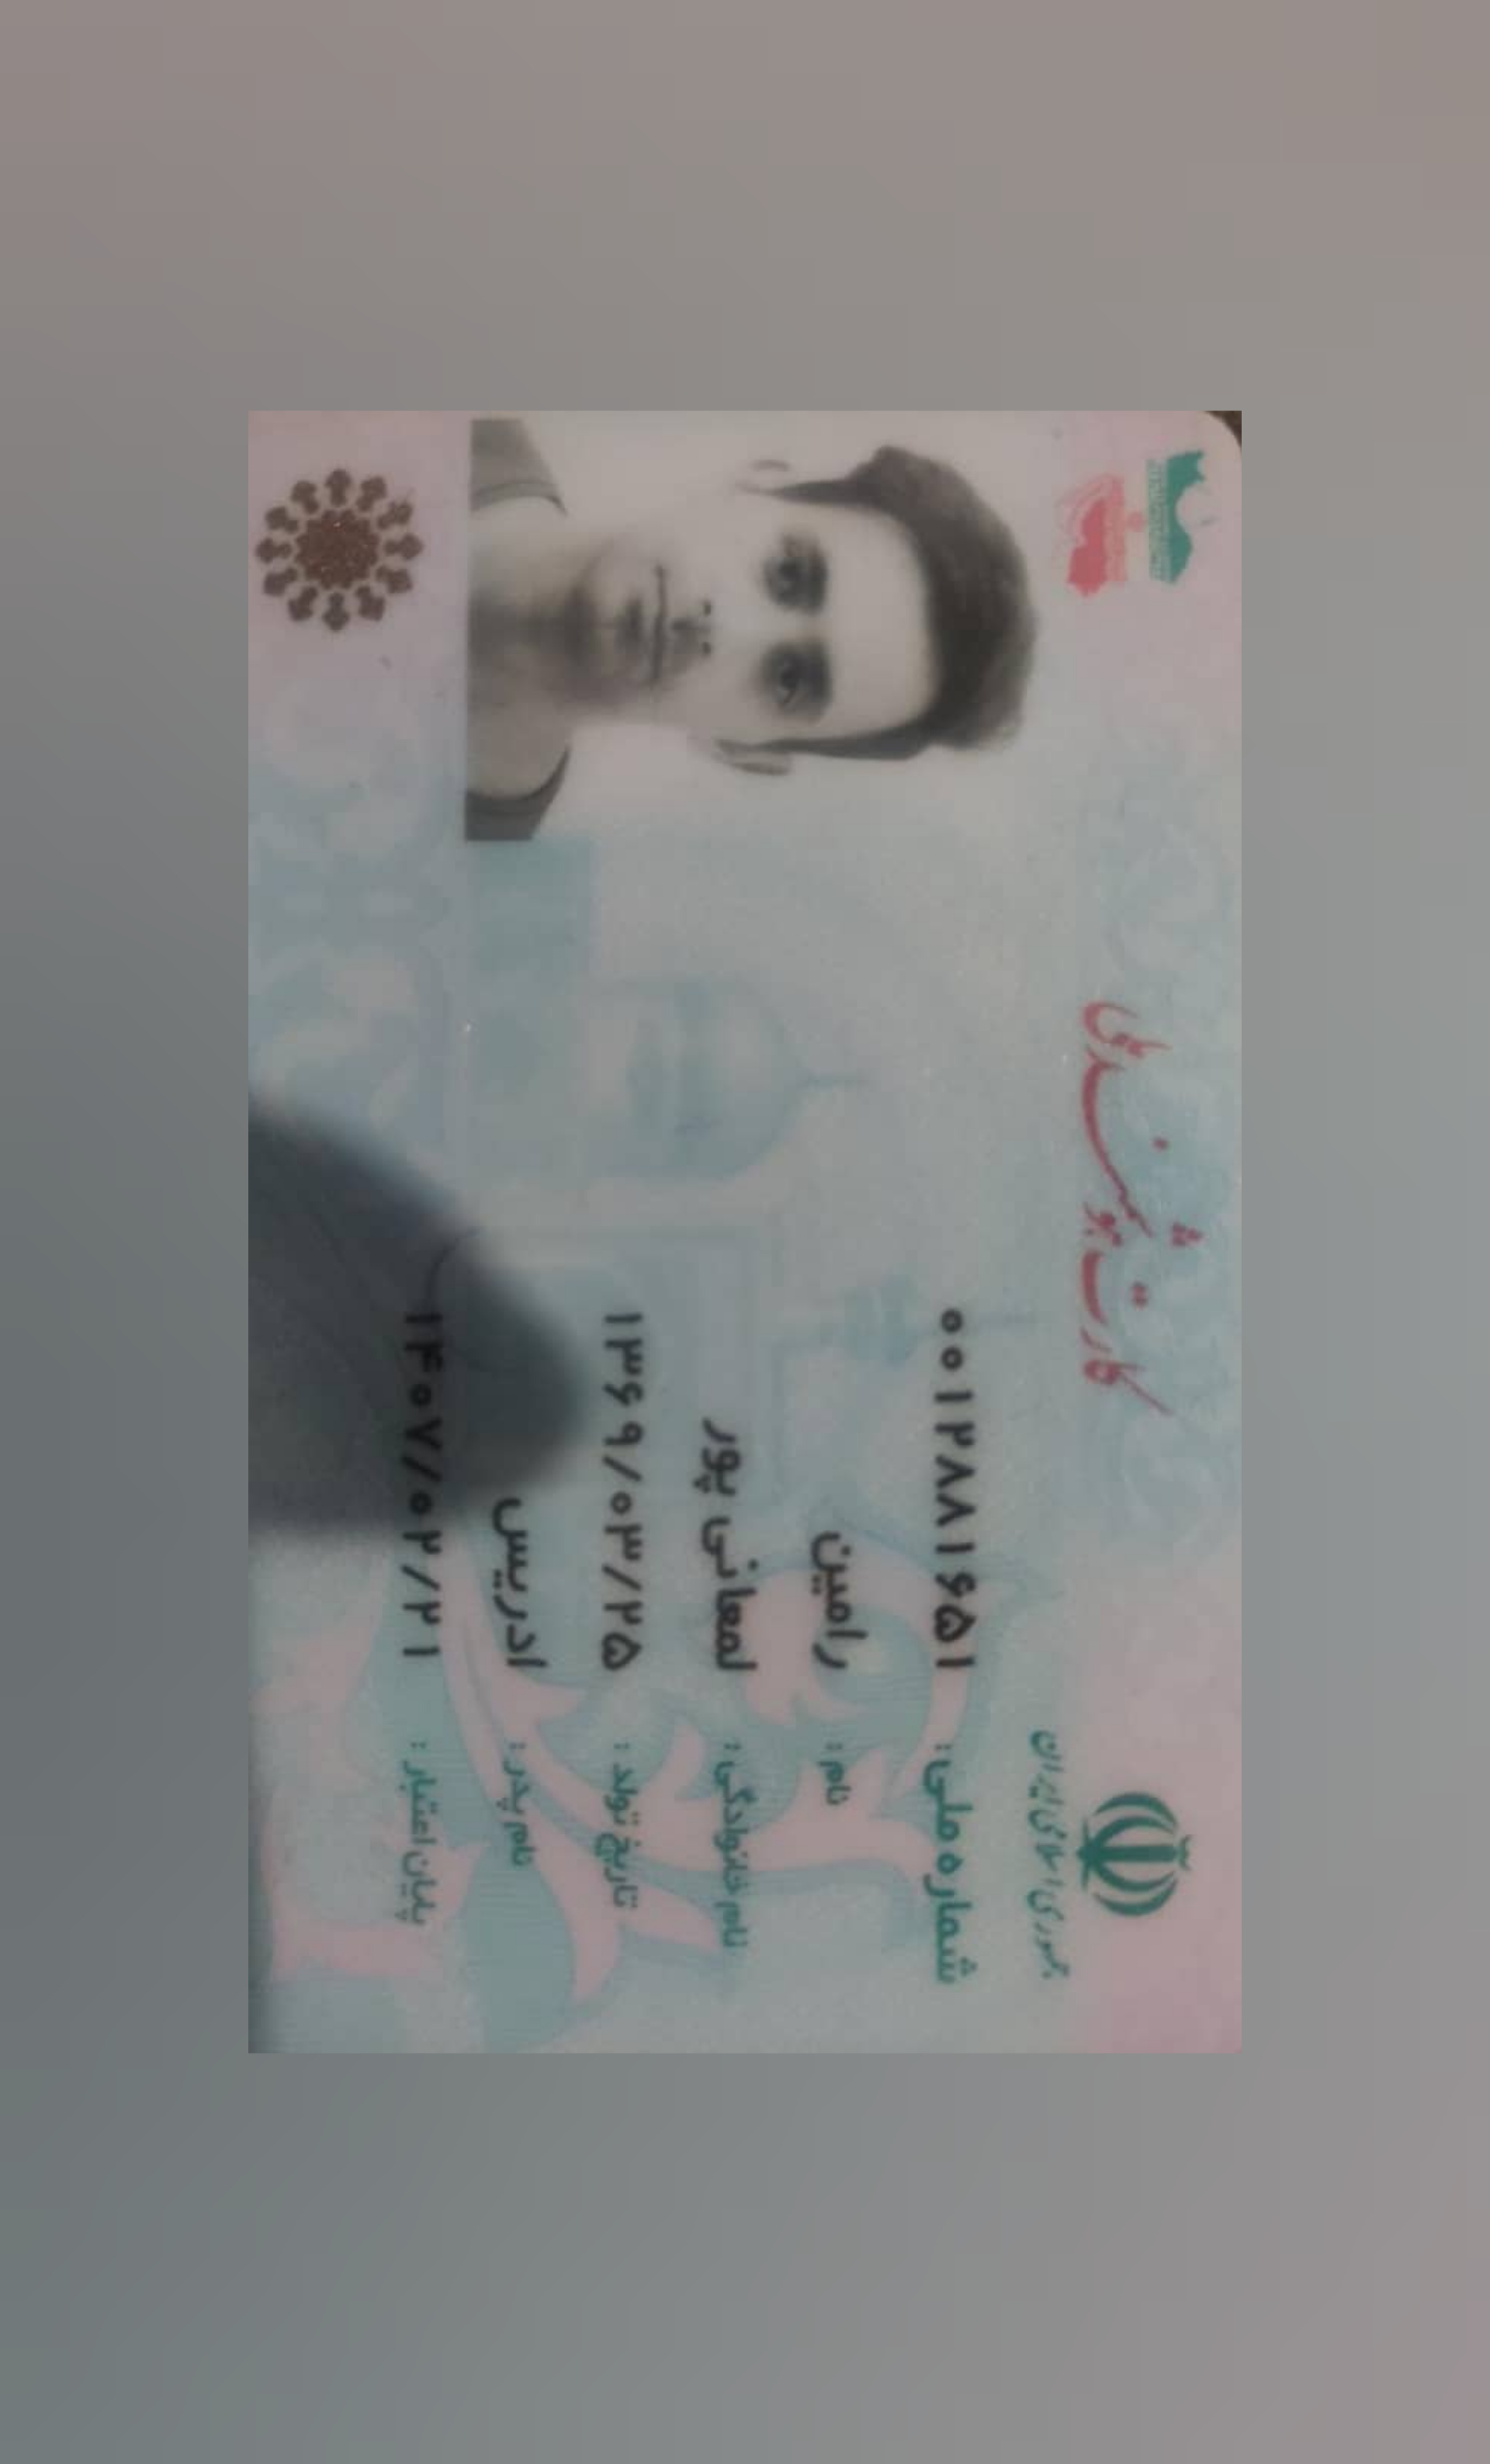 جمهوری اسلامی ایران
کارت هوشمند ملی
شماره ملی: ۰۰۱۲۸۸۱۶۵۱
نام : رامین
نام خانوادگی : لمعانی پور
تاریخ تولد : ۱۳۶۹/۰۳/۲۵
نام پدر : ادریس
پایان اعتبار : ۱۴۰۷/۰۲/۲۱